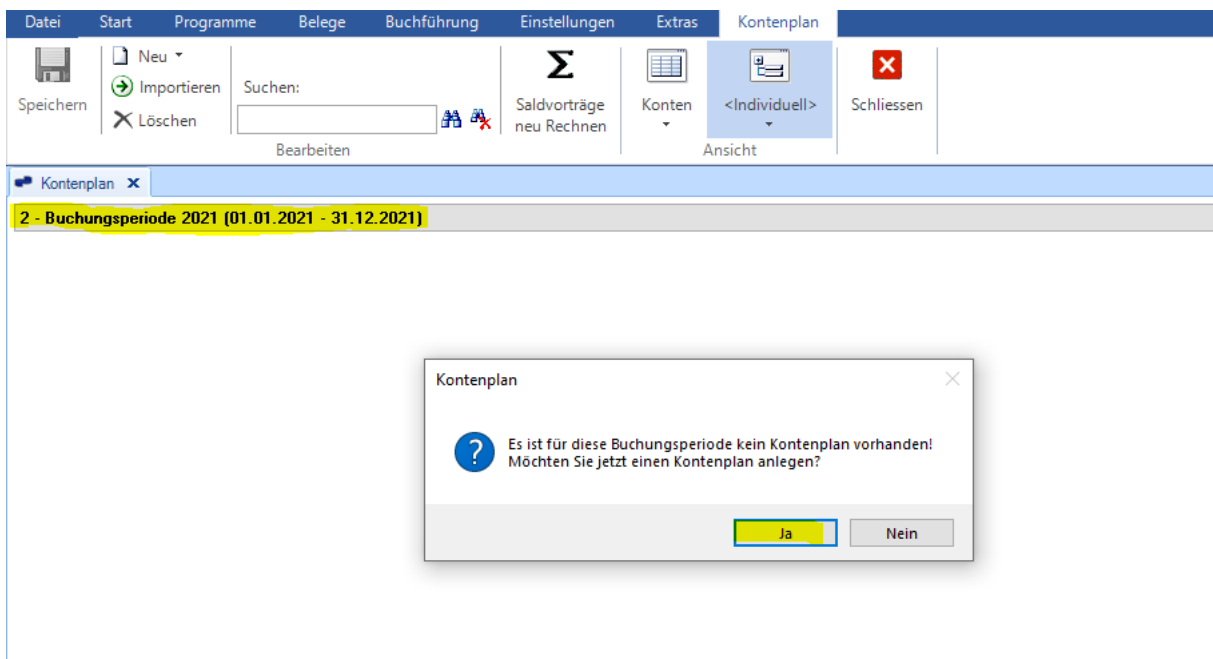 Datei Start Programme Belege Buchführung Einstellungen Extras Kontenplan
Speichern
Neu
Importieren
Löschen
Suchen:
Bearbeiten
Σ
Saldvorträge
neu Rechnen
Konten
<Individuell>
Ansicht
Schliessen
Kontenplan
2 - Buchungsperiode 2021 (01.01.2021 - 31.12.2021)
Kontenplan
?
Es ist für diese Buchungsperiode kein Kontenplan vorhanden!
Möchten Sie jetzt einen Kontenplan anlegen?
Ja Nein